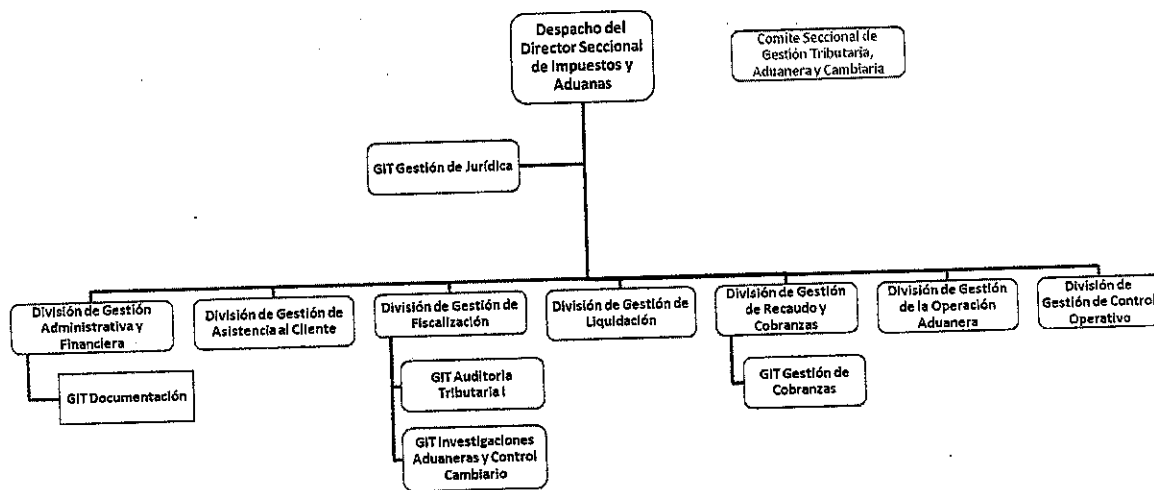 Despacho del
Director Seccional
de Impuestos y
Aduanas
Comite Seccional de
Gestión Tributaria,
Aduanera y Cambiaria
GIT Gestión de Jurídica
División de Gestión
Administrativa y
Financiera
División de Gestión de
Asistencia al Cliente
División de Gestión de
Fiscalización
División de Gestión de
Liquidación
División de Gestión
de Recaudo y
Cobranzas
División de Gestión
de la Operación
Aduanera
División de
Gestión de Control
Operativo
GIT Documentación
GIT Auditoria
Tributaria I
GIT Gestión de
Cobranzas
GIT Investigaciones
Aduaneras y Control
Cambiario